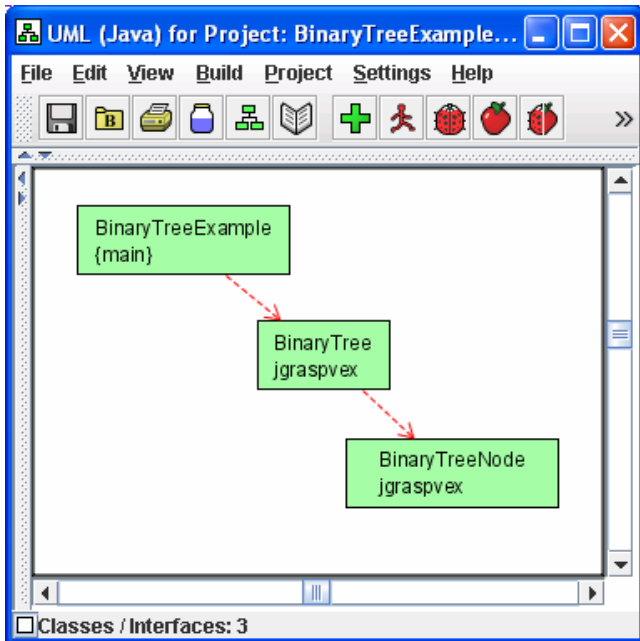 UML (Java) for Project: BinaryTreeExample...
File Edit View Build Project Settings Help
B
»
BinaryTreeExample
{main}
BinaryTree
jgraspvex
BinaryTreeNode
jgraspvex
Classes / Interfaces: 3